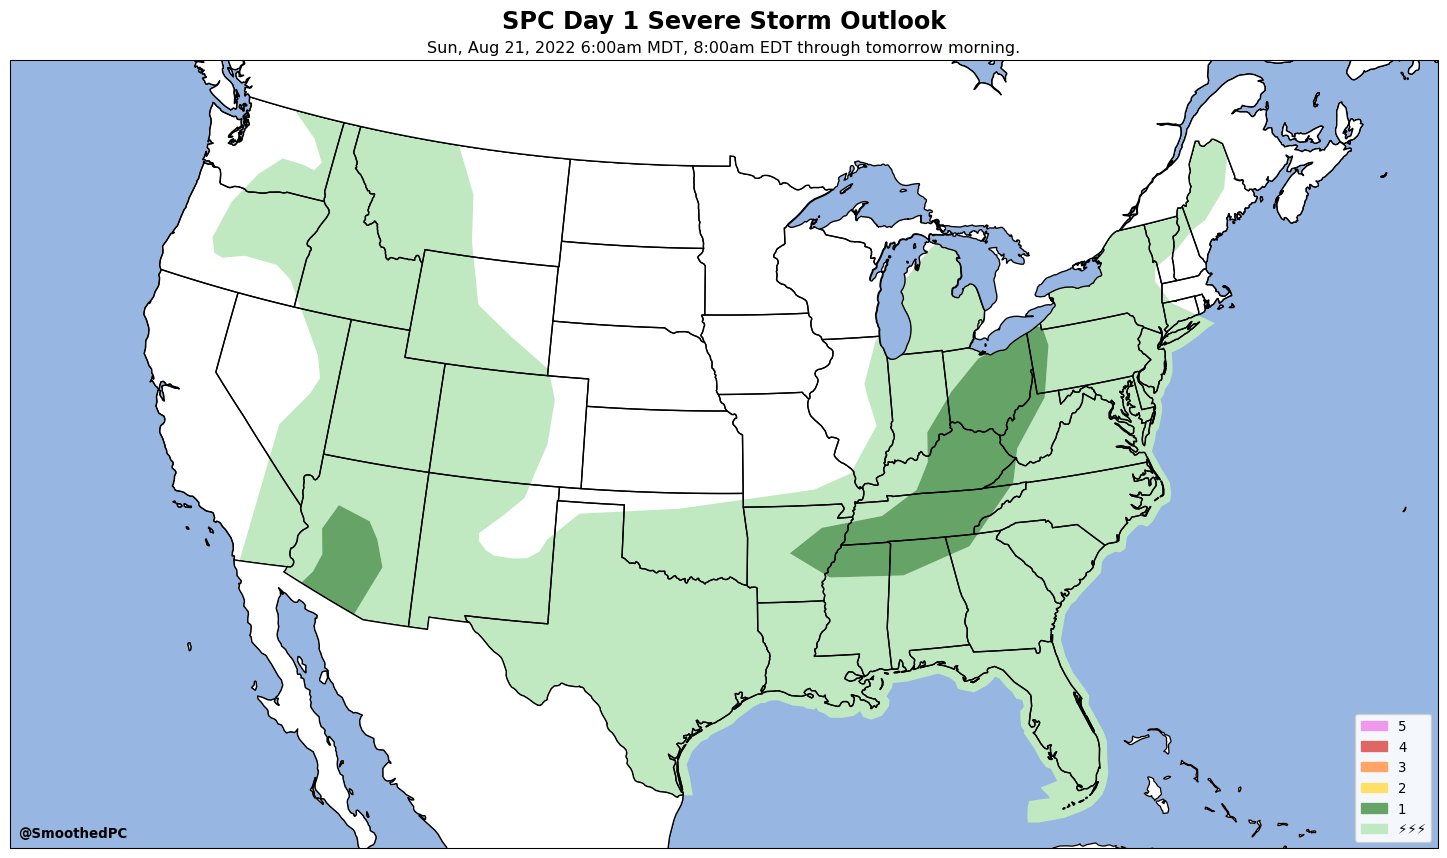 SPC Day 1 Severe Storm Outlook
Sun, Aug 21, 2022 6:00am MDT, 8:00am EDT through tomorrow morning.
5
4
3
2
1
⚡⚡⚡
@SmoothedPC